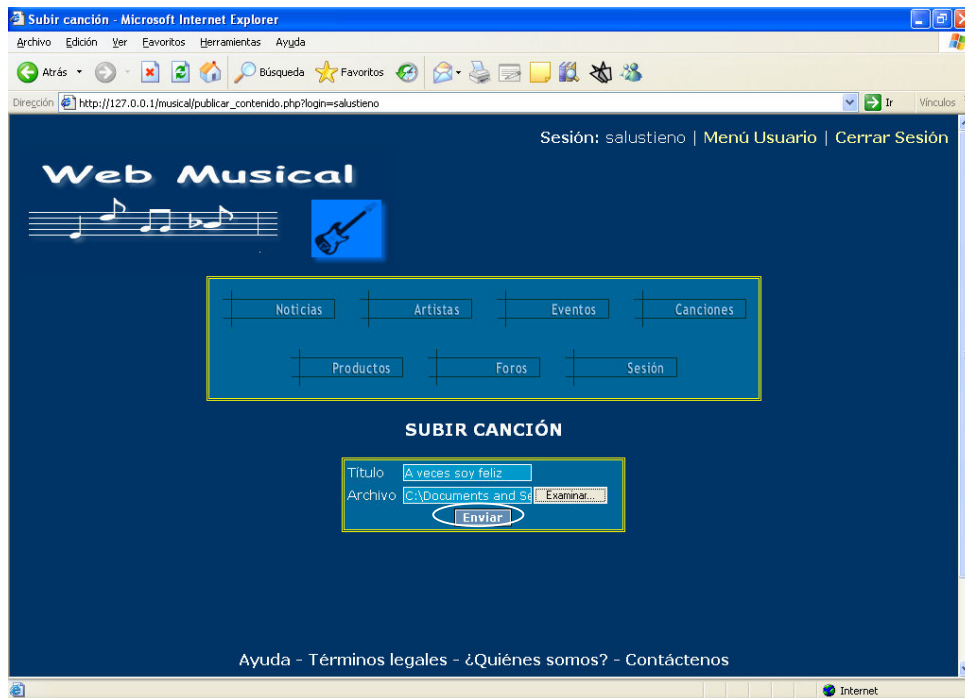 Subir canción - Microsoft Internet Explorer
Archivo Edición Ver Favoritos Herramientas Ayuda
Atrás Búsqueda Favoritos
Dirección http://127.0.0.1/musical/publicar_contenido.php?login=salustieno Ir Vínculos
Sesión: salustieno | Menú Usuario | Cerrar Sesión
Web Musical
Noticias Artistas Eventos Canciones
Productos Foros Sesión
SUBIR CANCIÓN
Título A veces soy feliz
Archivo C:\Documents and Se Examinar...
Enviar
Ayuda - Términos legales - ¿Quiénes somos? - Contáctenos
Internet